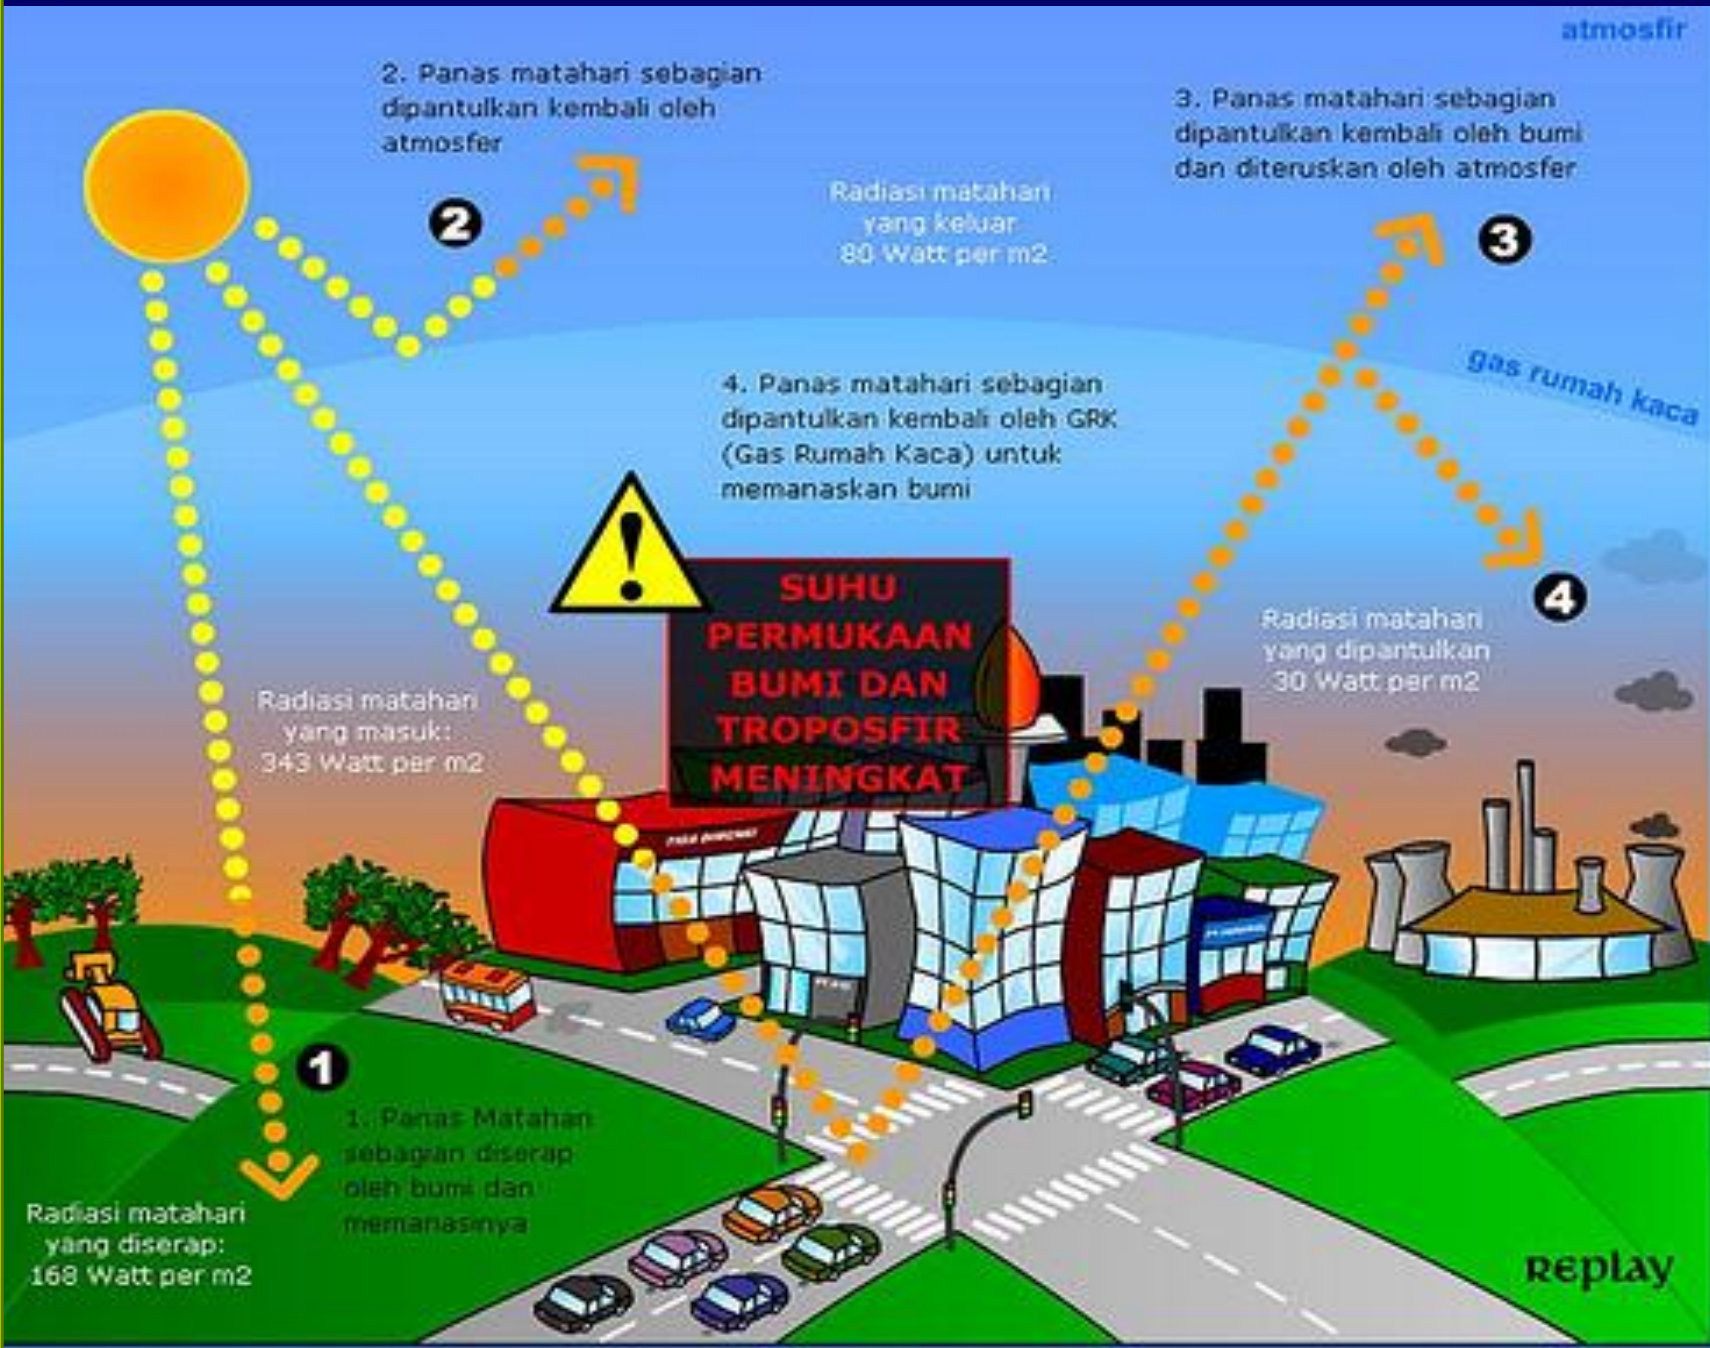 atmosfir
2. Panas matahari sebagian
dipantulkan kembali oleh
atmosfer
2
3. Panas matahari sebagian
dipantulkan kembali oleh bumi
dan diteruskan oleh atmosfer
3
Radiasi matahari
yang keluar
80 Watt per m2
gas rumah kaca
4. Panas matahari sebagian
dipantulkan kembali oleh GRK
(Gas Rumah Kaca) untuk
memanaskan bumi
!
SUHU
PERMUKAAN
BUMI DAN
TROPOSFIR
MENINGKAT
4
Radiasi matahari
yang dipantulkan
30 Watt per m2
Radiasi matahari
yang masuk:
343 Watt per m2
1
1. Panas Matahari
sebagian diserap
oleh bumi dan
memanasinya
Radiasi matahari
yang diserap:
168 Watt per m2
Replay